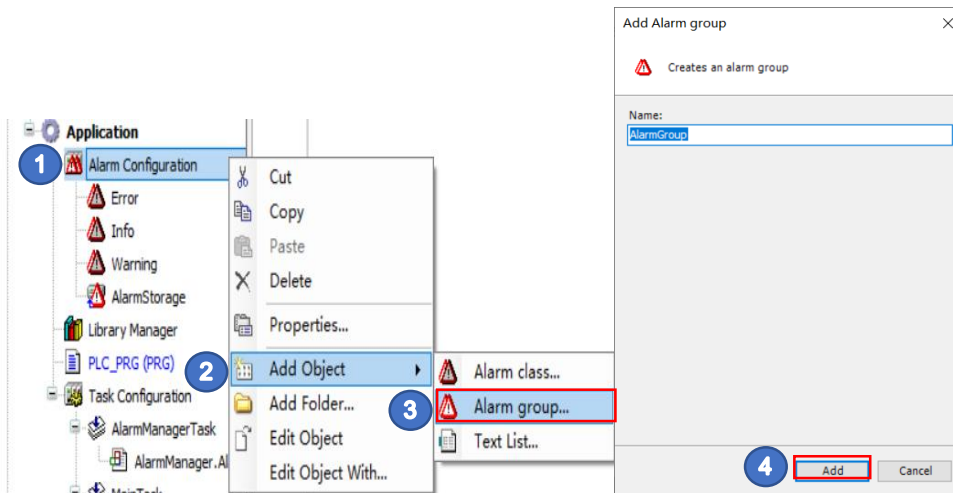 Application
1
Alarm Configuration
Error
Info
Warning
AlarmStorage
Library Manager
PLC_PRG (PRG)
Task Configuration
AlarmManagerTask
AlarmManager.Al
MainTask
Cut
Copy
Paste
Delete
Properties...
2
Add Object
Add Folder...
Edit Object
Edit Object With...
Alarm class...
3
Alarm group...
Text List...
Add Alarm group
Creates an alarm group
Name:
AlarmGroup
4
Add
Cancel